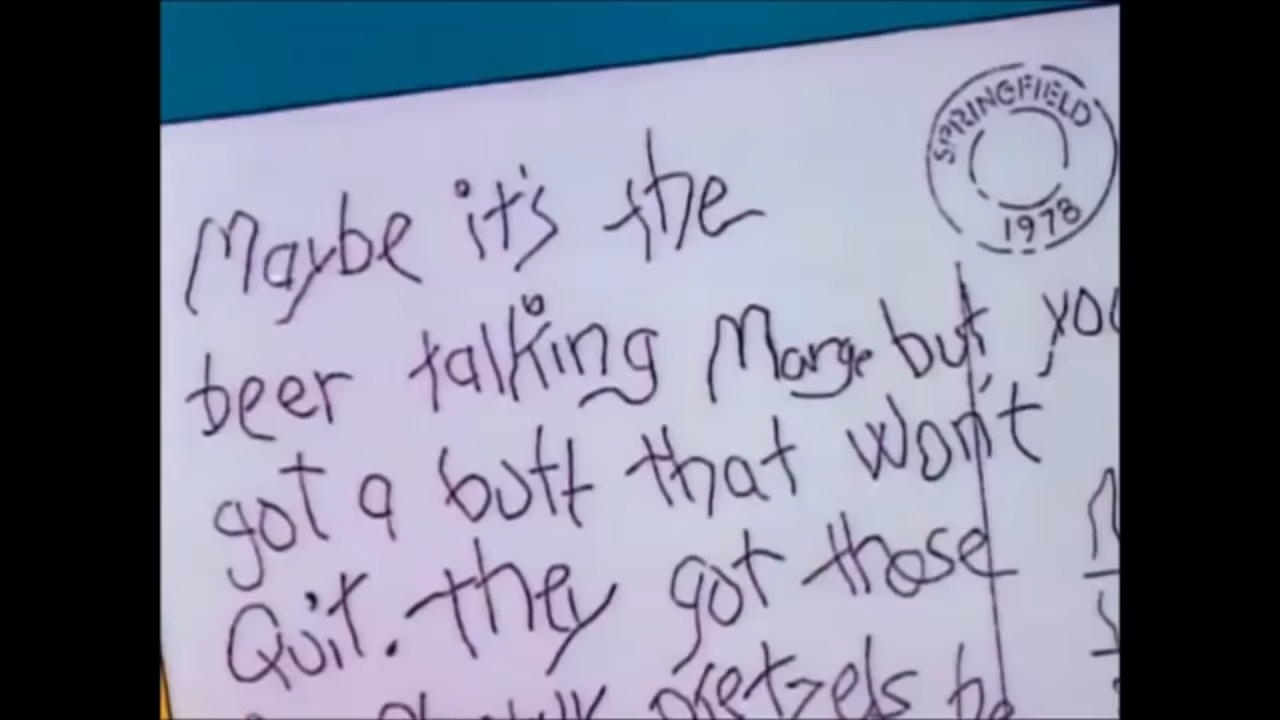 SPRINGFIELD
1978
Maybe it's the
beer talking Marge but you
got a butt that won't
Quit. they got those
pretzels